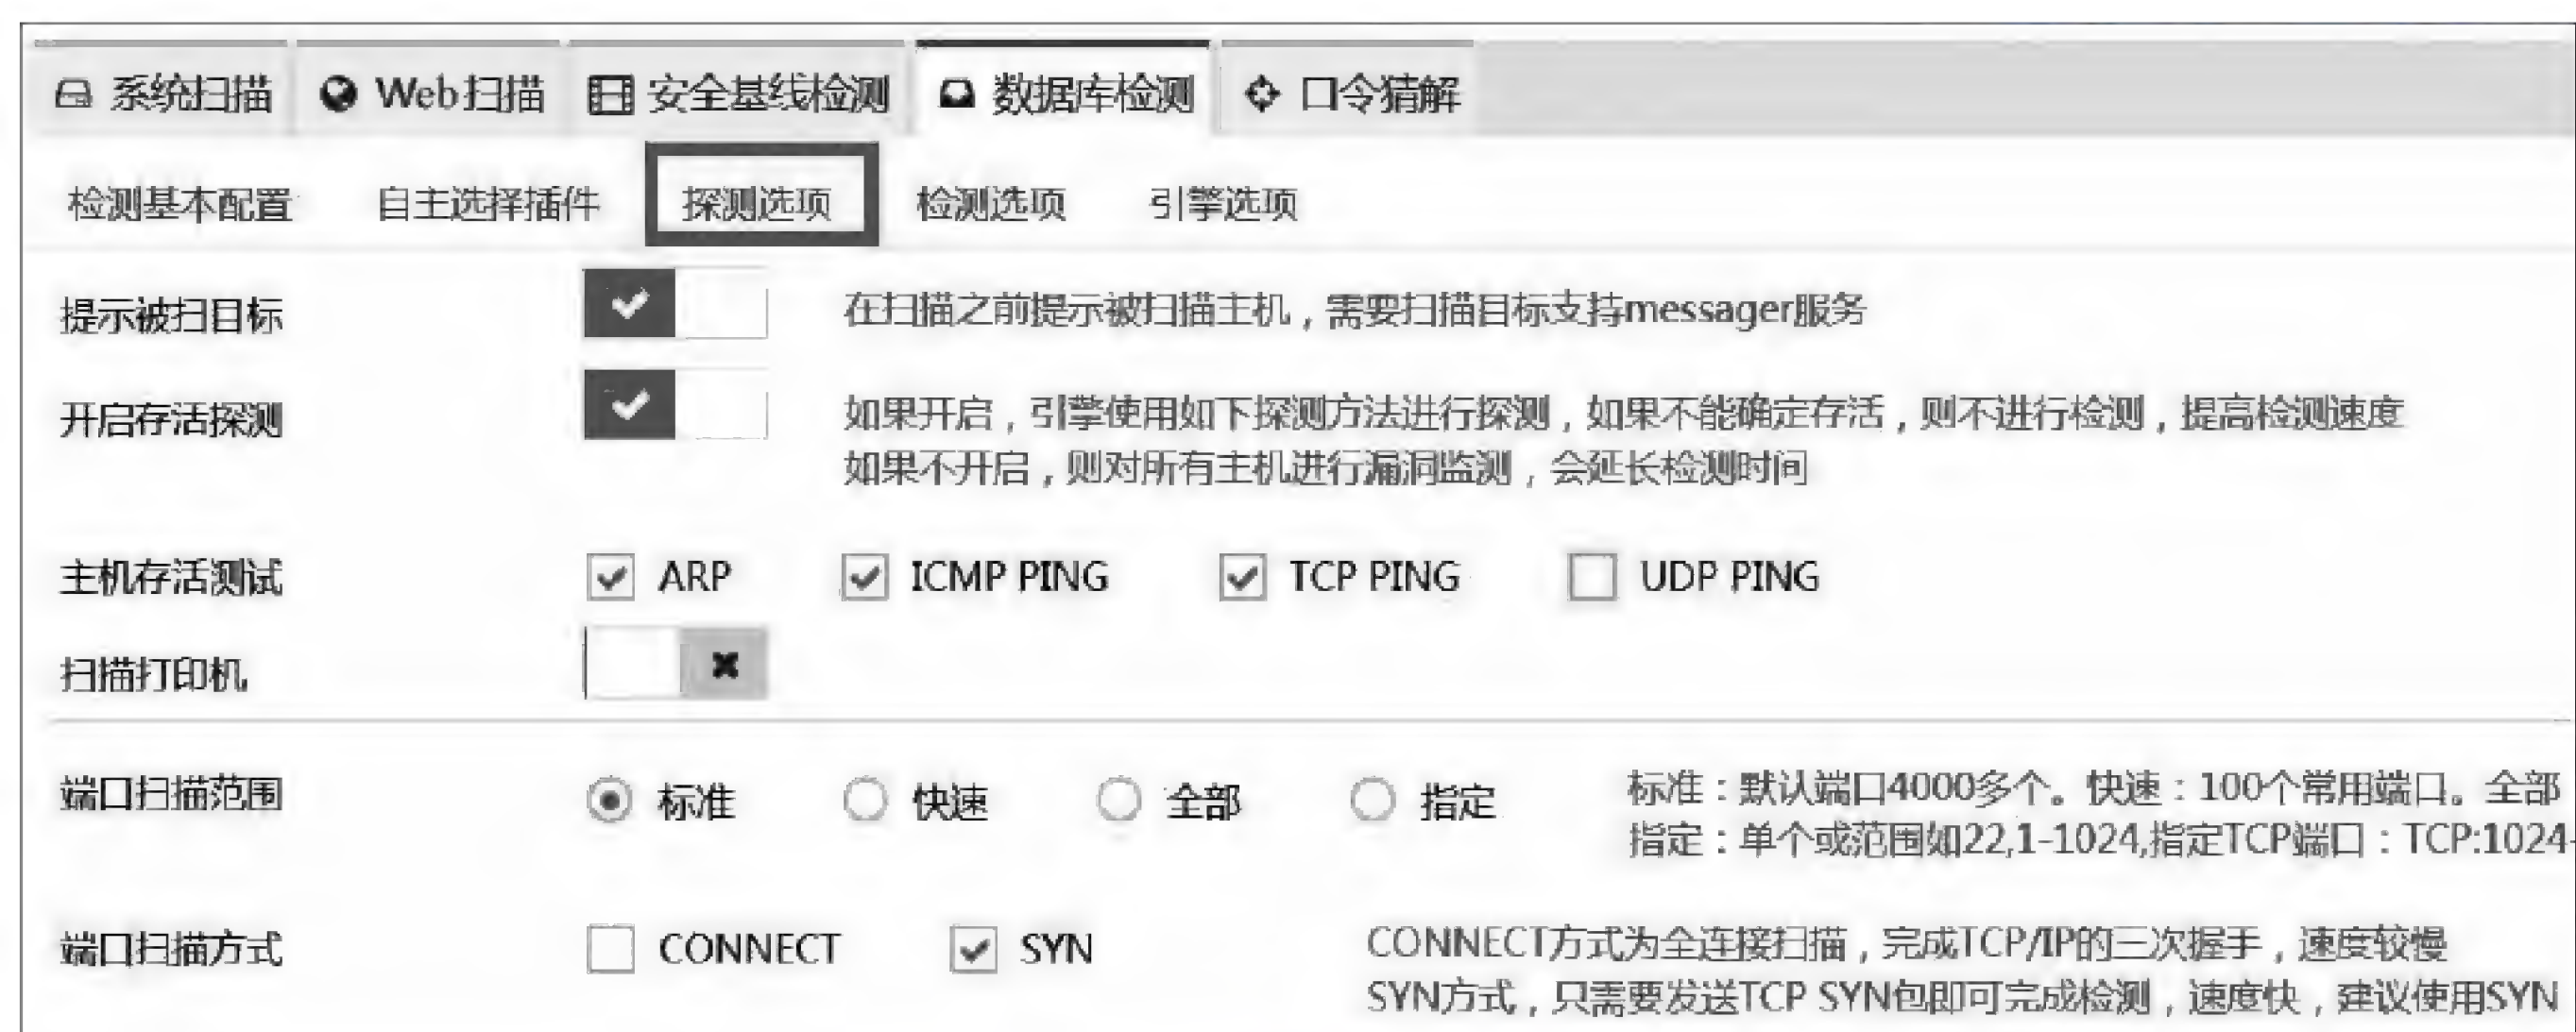 系统扫描 Web扫描 安全基线检测 数据库检测 口令猜解
检测基本配置 自主选择插件 探测选项 检测选项 引擎选项
提示被扫目标 在扫描之前提示被扫描主机，需要扫描目标支持messager服务
开启存活探测 如果开启，引擎使用如下探测方法进行探测，如果不能确定存活，则不进行检测，提高检测速度
如果不开启，则对所有主机进行漏洞监测，会延长检测时间
主机存活测试 ARP ICMP PING TCP PING UDP PING
扫描打印机
端口扫描范围 标准 快速 全部 指定 标准：默认端口4000多个。快速：100个常用端口。全部
指定：单个或范围如22,1-1024,指定TCP端口：TCP:1024-
端口扫描方式 CONNECT SYN CONNECT方式为全连接扫描，完成TCP/IP的三次握手，速度较慢
SYN方式，只需要发送TCP SYN包即可完成检测，速度快，建议使用SYN